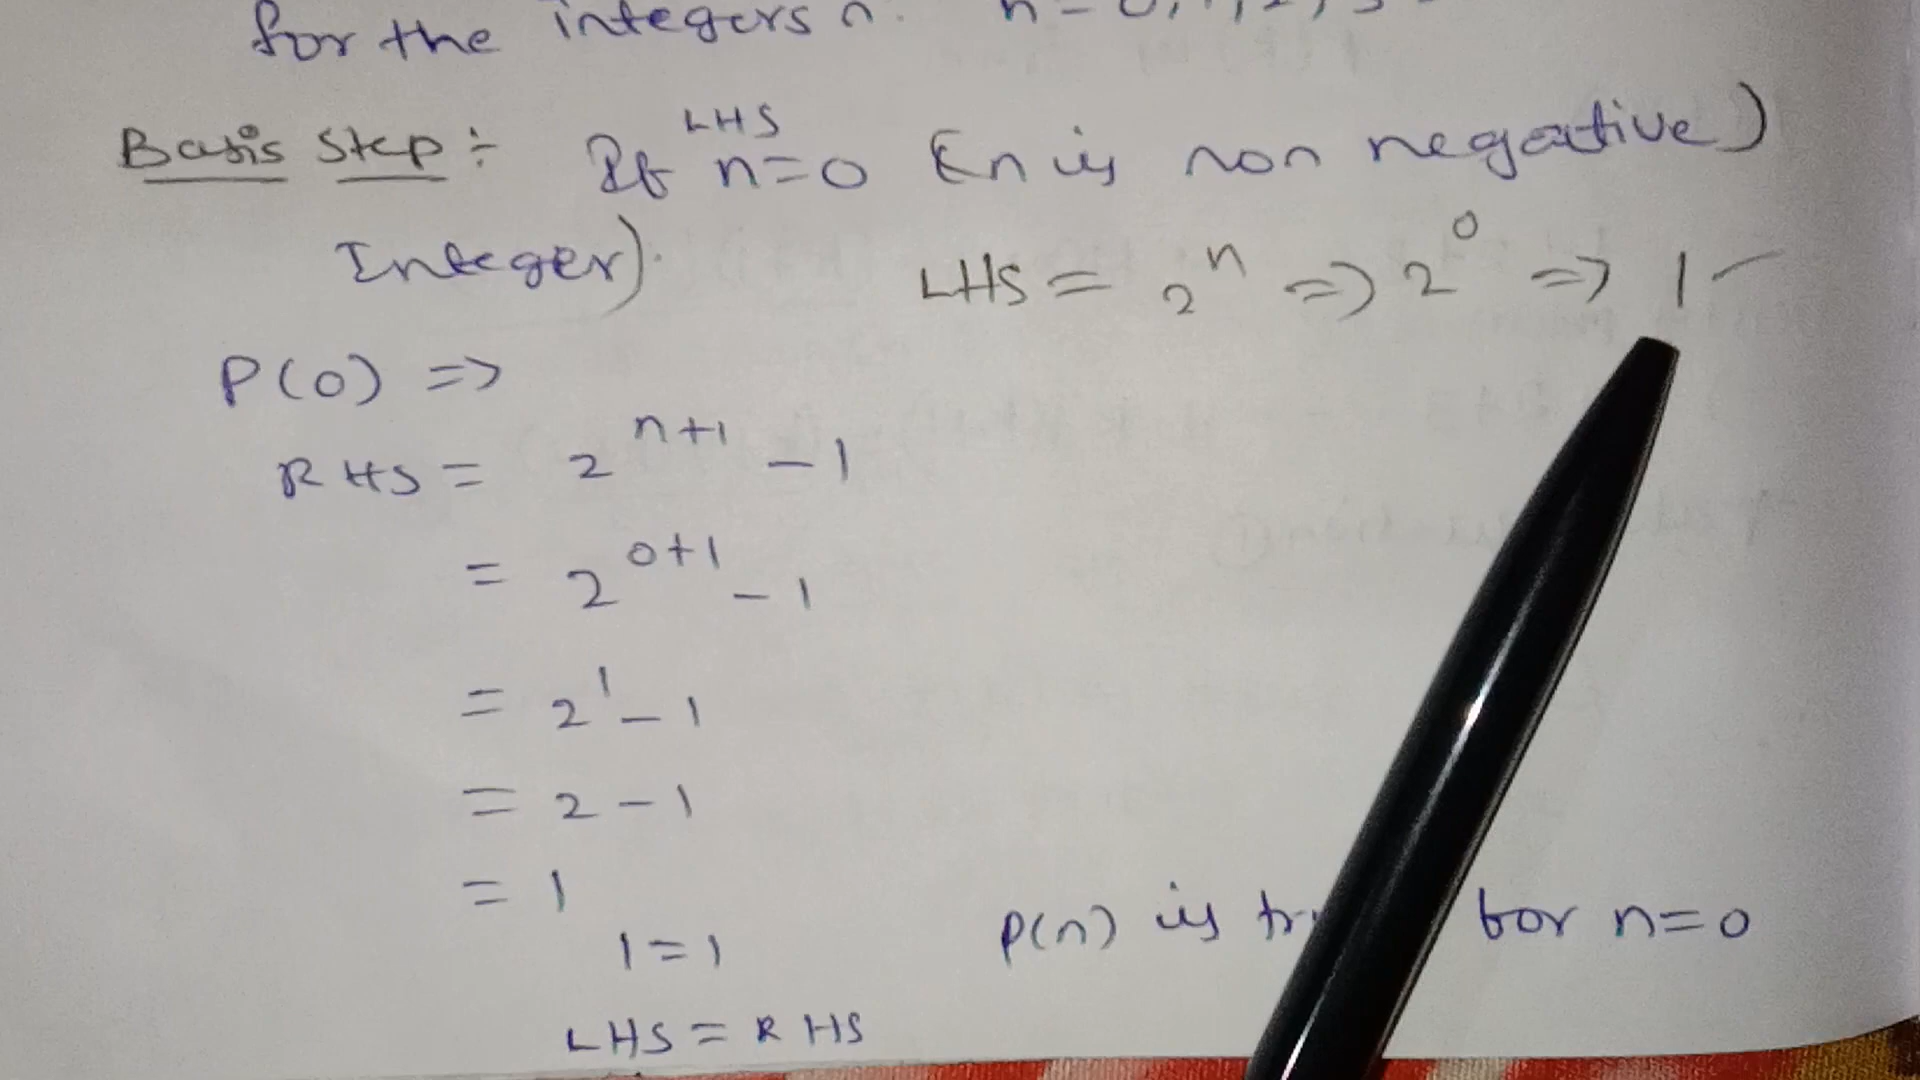 for the integers n.
Basis step :- If LHS n=0 (n is non negative)
Integer).
LHS = 2^n => 2^0 => 1
P(0) =>
RHS = 2^n+1 - 1
= 2^0+1 - 1
= 2^1 - 1
= 2 - 1
= 1
1 = 1
P(n) is for n=0
LHS = RHS